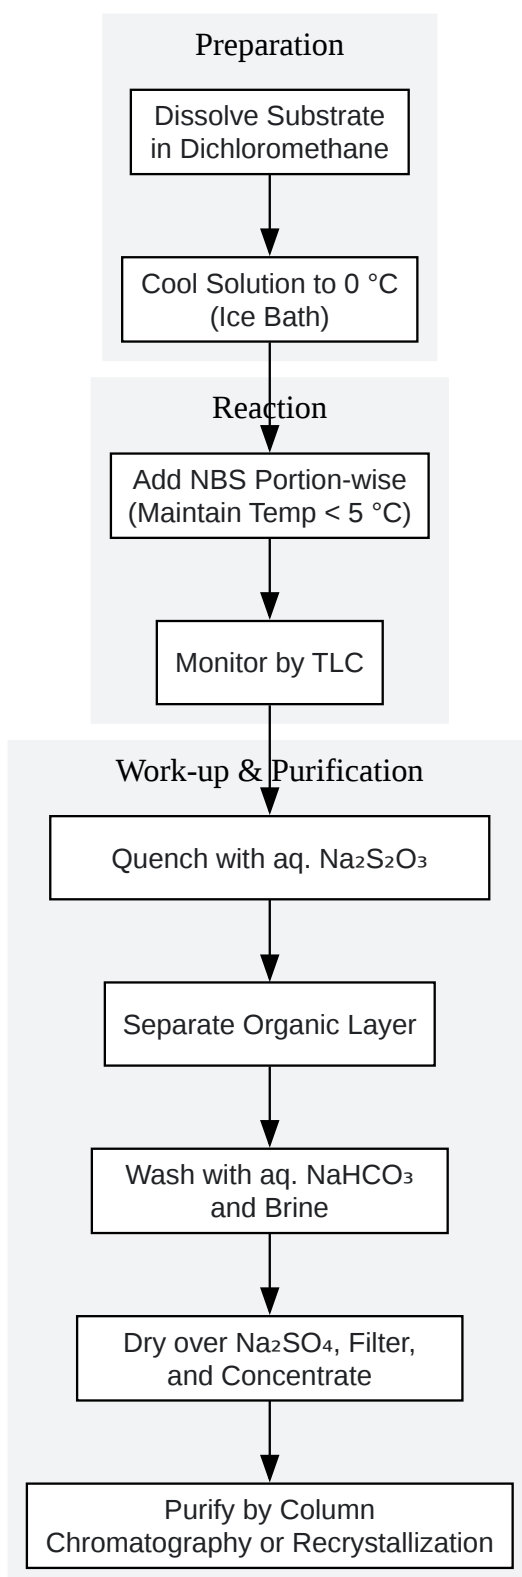 Preparation
Dissolve Substrate
in Dichloromethane
Cool Solution to 0 °C
(Ice Bath)
Reaction
Add NBS Portion-wise
(Maintain Temp < 5 °C)
Monitor by TLC
Work-up & Purification
Quench with aq. Na₂S₂O₃
Separate Organic Layer
Wash with aq. NaHCO₃
and Brine
Dry over Na₂SO₄, Filter,
and Concentrate
Purify by Column
Chromatography or Recrystallization